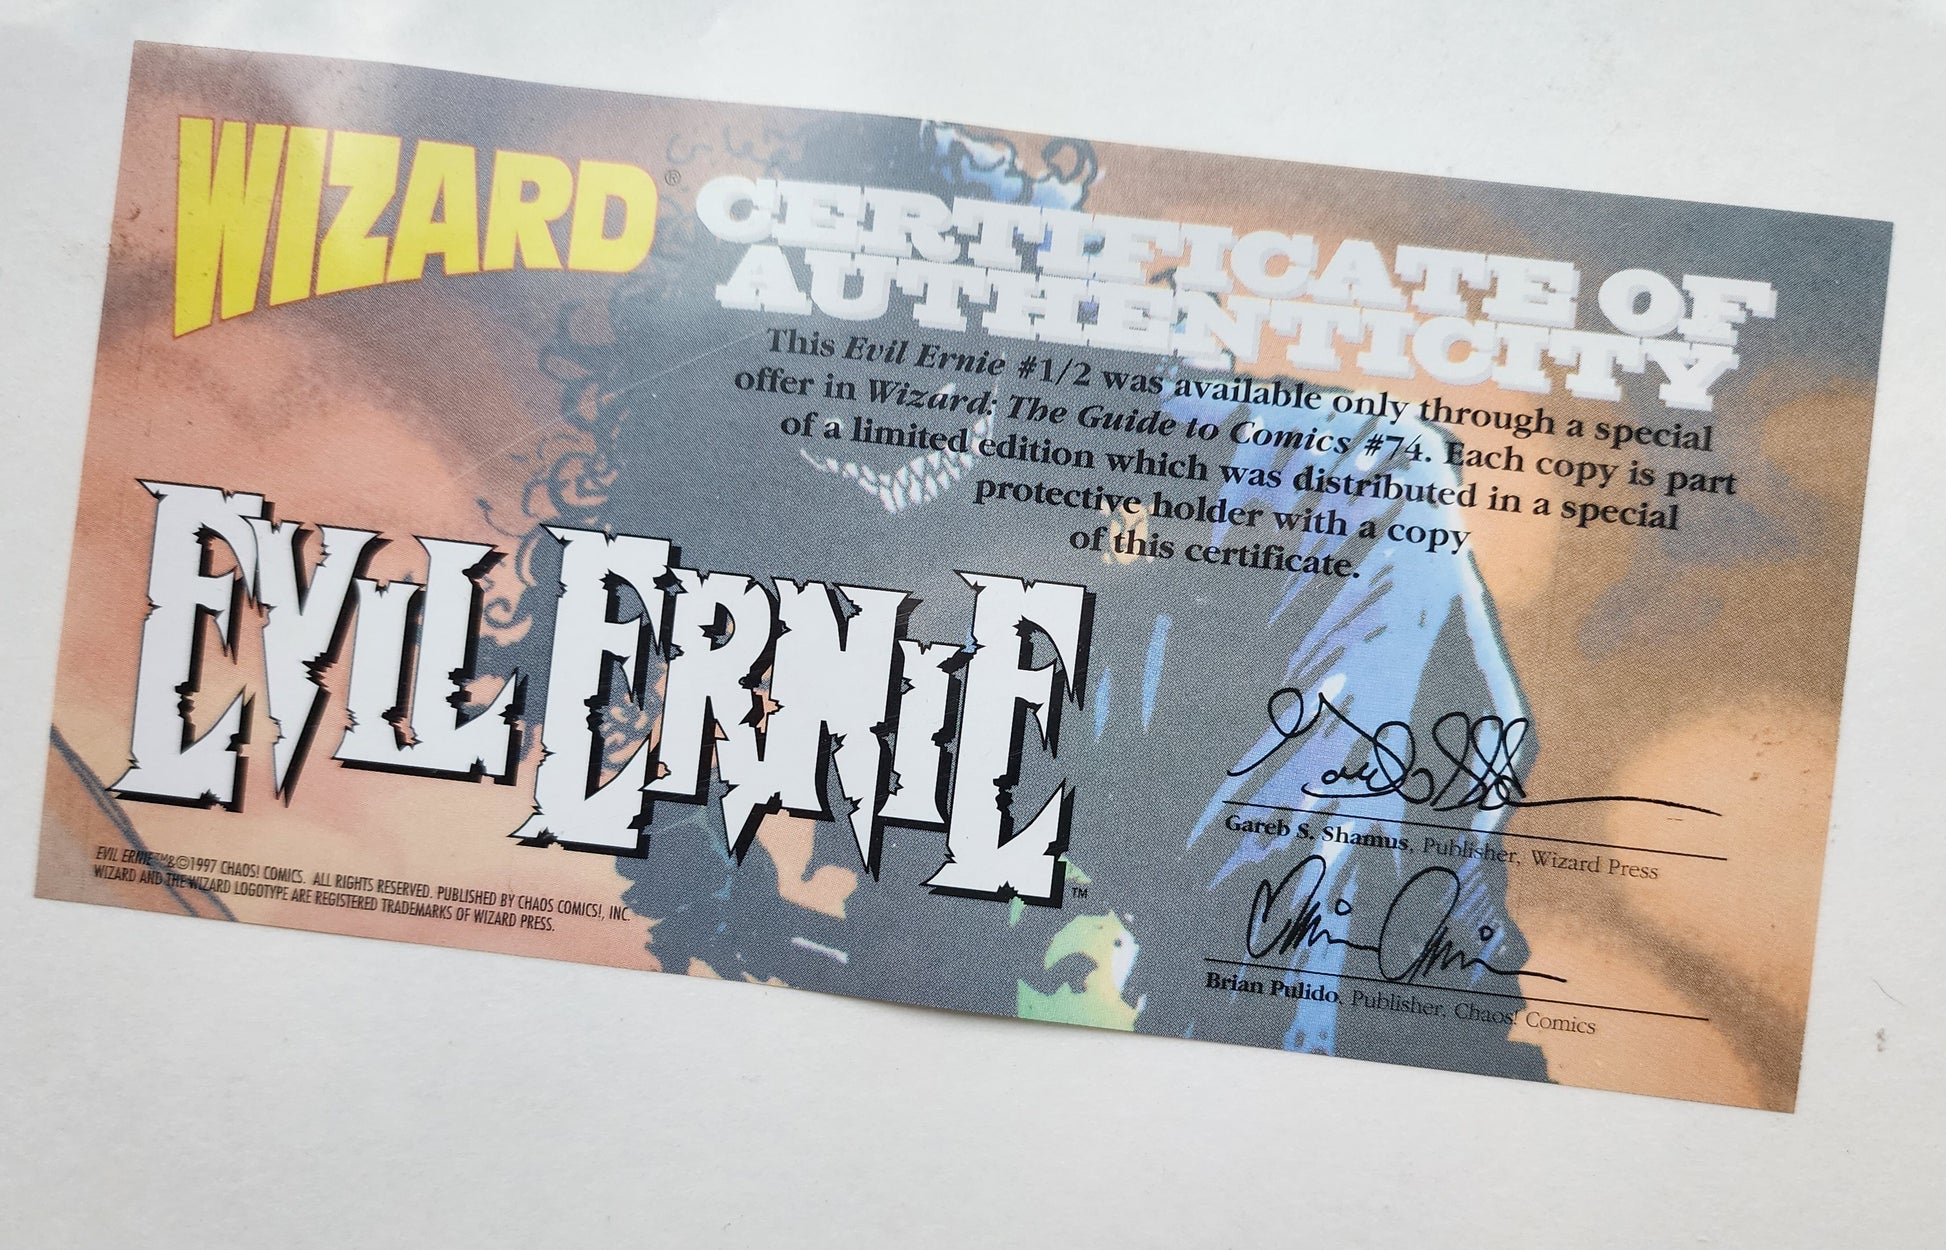 WIZARD®
CERTIFICATE OF
AUTHENTICITY
This Evil Ernie #1/2 was available only through a special
offer in Wizard: The Guide to Comics #74. Each copy is part
of a limited edition which was distributed in a special
protective holder with a copy
of this certificate.
EVIL ERNIE™
Gareb S. Shamus, Publisher, Wizard Press
Brian Pulido, Publisher, Chaos! Comics
EVIL ERNIE™&©1997 CHAOS! COMICS. ALL RIGHTS RESERVED. PUBLISHED BY CHAOS COMICS!, INC.
WIZARD AND THE WIZARD LOGOTYPE ARE REGISTERED TRADEMARKS OF WIZARD PRESS.